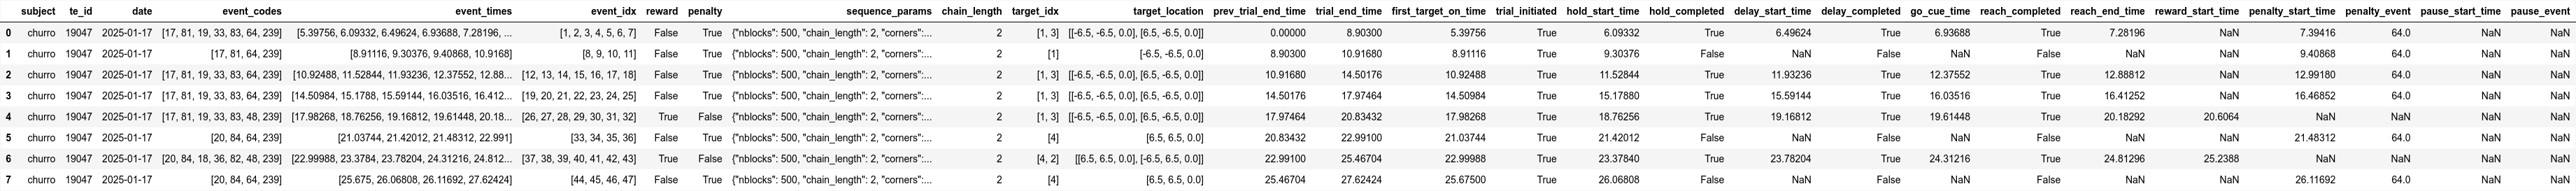 subject te_id date event_codes event_times event_idx reward penalty sequence_params chain_length target_idx target_location prev_trial_end_time trial_end_time first_target_on_time trial_initiated hold_start_time hold_completed delay_start_time delay_completed go_cue_time reach_completed reach_end_time reward_start_time penalty_start_time penalty_event pause_start_time pause_event
0 churro 19047 2025-01-17 [17, 81, 19, 33, 83, 64, 239] [5.39756, 6.09332, 6.49624, 6.93688, 7.28196, ... [1, 2, 3, 4, 5, 6, 7] False True {"nblocks": 500, "chain_length": 2, "corners":... 2 [1, 3] [[-6.5, -6.5, 0.0], [6.5, -6.5, 0.0]] 0.00000 8.90300 5.39756 True 6.09332 True 6.49624 True 6.93688 True 7.28196 NaN 7.39416 64.0 NaN NaN
1 churro 19047 2025-01-17 [17, 81, 64, 239] [8.91116, 9.30376, 9.40868, 10.9168] [8, 9, 10, 11] False True {"nblocks": 500, "chain_length": 2, "corners":... 2 [1] [-6.5, -6.5, 0.0] 8.90300 10.91680 8.91116 True 9.30376 False NaN False NaN False NaN NaN 9.40868 64.0 NaN NaN
2 churro 19047 2025-01-17 [17, 81, 19, 33, 83, 64, 239] [10.92488, 11.52844, 11.93236, 12.37552, 12.88... [12, 13, 14, 15, 16, 17, 18] False True {"nblocks": 500, "chain_length": 2, "corners":... 2 [1, 3] [[-6.5, -6.5, 0.0], [6.5, -6.5, 0.0]] 10.91680 14.50176 10.92488 True 11.52844 True 11.93236 True 12.37552 True 12.88812 NaN 12.99180 64.0 NaN NaN
3 churro 19047 2025-01-17 [17, 81, 19, 33, 83, 64, 239] [14.50984, 15.1788, 15.59144, 16.03516, 16.412... [19, 20, 21, 22, 23, 24, 25] False True {"nblocks": 500, "chain_length": 2, "corners":... 2 [1, 3] [[-6.5, -6.5, 0.0], [6.5, -6.5, 0.0]] 14.50176 17.97464 14.50984 True 15.17880 True 15.59144 True 16.03516 True 16.41252 NaN 16.46852 64.0 NaN NaN
4 churro 19047 2025-01-17 [17, 81, 19, 33, 83, 48, 239] [17.98268, 18.76256, 19.16812, 19.61448, 20.18... [26, 27, 28, 29, 30, 31, 32] True False {"nblocks": 500, "chain_length": 2, "corners":... 2 [1, 3] [[-6.5, -6.5, 0.0], [6.5, -6.5, 0.0]] 17.97464 20.83432 17.98268 True 18.76256 True 19.16812 True 19.61448 True 20.18292 20.6064 NaN NaN NaN NaN
5 churro 19047 2025-01-17 [20, 84, 64, 239] [21.03744, 21.42012, 21.48312, 22.991] [33, 34, 35, 36] False True {"nblocks": 500, "chain_length": 2, "corners":... 2 [4] [6.5, 6.5, 0.0] 20.83432 22.99100 21.03744 True 21.42012 False NaN False NaN False NaN NaN 21.48312 64.0 NaN NaN
6 churro 19047 2025-01-17 [20, 84, 18, 36, 82, 48, 239] [22.99988, 23.3784, 23.78204, 24.31216, 24.812... [37, 38, 39, 40, 41, 42, 43] True False {"nblocks": 500, "chain_length": 2, "corners":... 2 [4, 2] [[6.5, 6.5, 0.0], [-6.5, 6.5, 0.0]] 22.99100 25.46704 22.99988 True 23.37840 True 23.78204 True 24.31216 True 24.81296 25.2388 NaN NaN NaN NaN
7 churro 19047 2025-01-17 [20, 84, 64, 239] [25.675, 26.06808, 26.11692, 27.62424] [44, 45, 46, 47] False True {"nblocks": 500, "chain_length": 2, "corners":... 2 [4] [6.5, 6.5, 0.0] 25.46704 27.62424 25.67500 True 26.06808 False NaN False NaN False NaN NaN 26.11692 64.0 NaN NaN